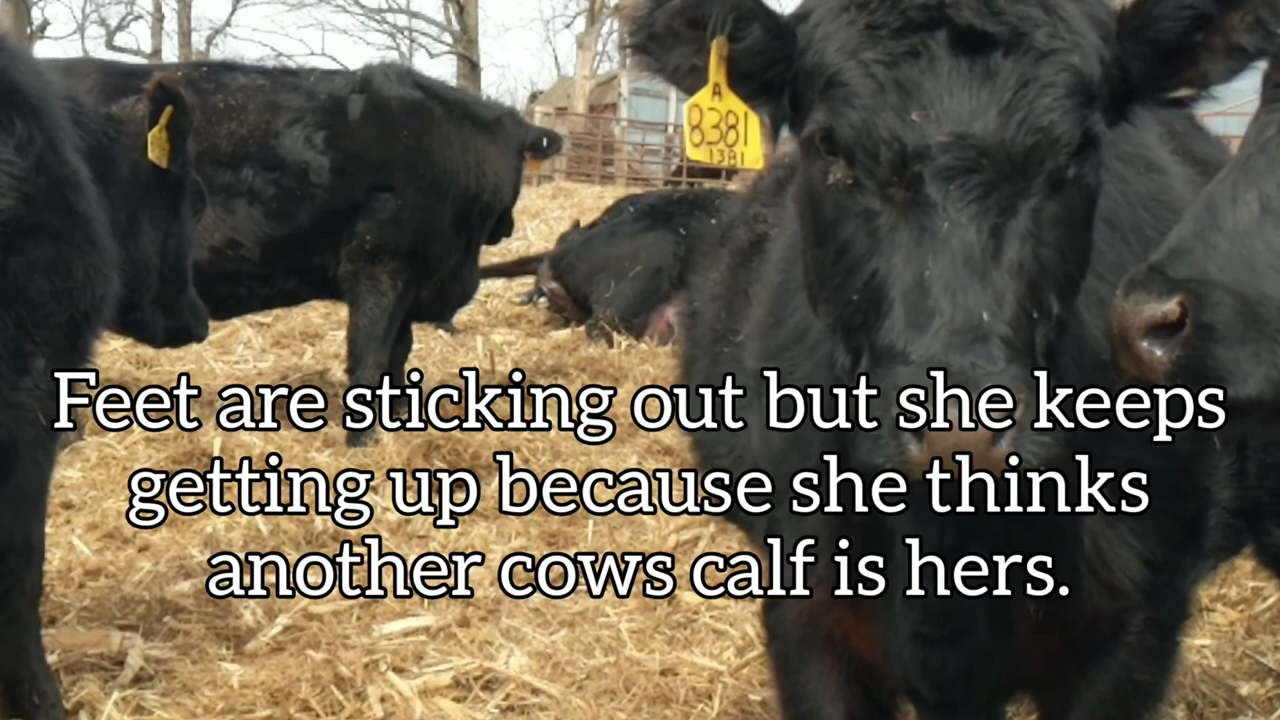 A
8381
1381
Feet are sticking out but she keeps
getting up because she thinks
another cows calf is hers.